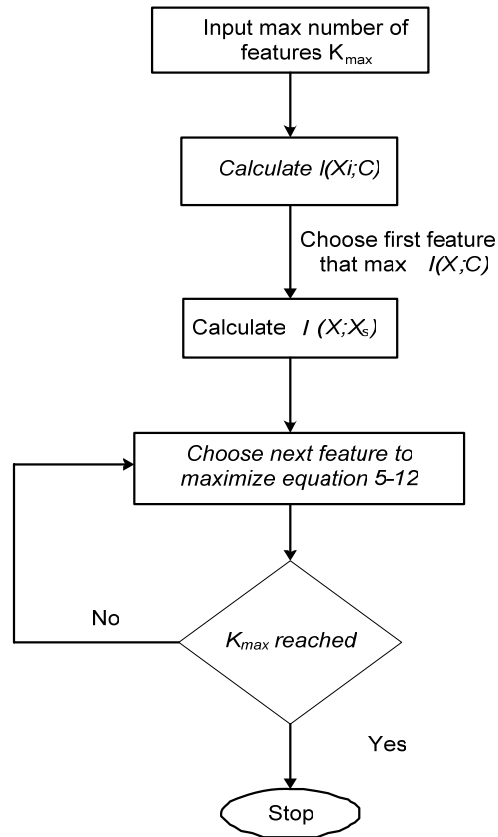 Input max number of
features Kmax
Calculate I(Xi;C)
Choose first feature
that max I(X;C)
Calculate I (X;Xs)
Choose next feature to
maximize equation 5-12
No
Kmax reached
Yes
Stop